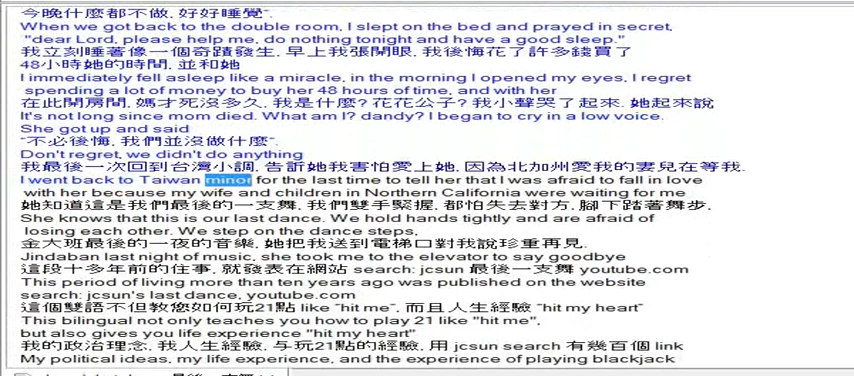 今晚什麼都不做, 好好睡覺".
When we got back to the double room, I slept on the bed and prayed in secret,
"dear Lord, please help me, do nothing tonight and have a good sleep."
我立刻睡著像一個奇蹟發生, 早上我張開眼, 我後悔花了許多錢買了
48小時她的時間, 並和她
I immediately fell asleep like a miracle, in the morning I opened my eyes, I regret
spending a lot of money to buy her 48 hours of time, and with her
在此開房間, 媽才死沒多久, 我是什麼? 花花公子? 我小聲哭了起來. 她起來說
It's not long since mom died. What am I? dandy? I began to cry in a low voice.
She got up and said
"不必後悔, 我們並沒做什麼".
Don't regret, we didn't do anything
我最後一次回到台灣小調, 告訴她我害怕愛上她, 因為北加州愛我的妻兒在等我.
I went back to Taiwan minor for the last time to tell her that I was afraid to fall in love
with her because my wife and children in Northern California were waiting for me
她知道這是我們最後的一支舞, 我們雙手緊握, 都怕失去對方, 腳下踏著舞步,
She knows that this is our last dance. We hold hands tightly and are afraid of
losing each other. We step on the dance steps,
金大班最後的一夜的音樂, 她把我送到電梯口對我說珍重再見.
Jindaban last night of music, she took me to the elevator to say goodbye
這段十多年前的住事, 就發表在網站 search: jcsun 最後一支舞 youtube.com
This period of living more than ten years ago was published on the website
search: jcsun's last dance, youtube.com
這個雙語不但教您如何玩21點 like "hit me", 而且人生經驗 "hit my heart"
This bilingual not only teaches you how to play 21 like "hit me",
but also gives you life experience "hit my heart"
我的政治理念, 我人生經驗, 与玩21點的經驗, 用 jcsun search 有幾百個 link
My political ideas, my life experience, and the experience of playing blackjack